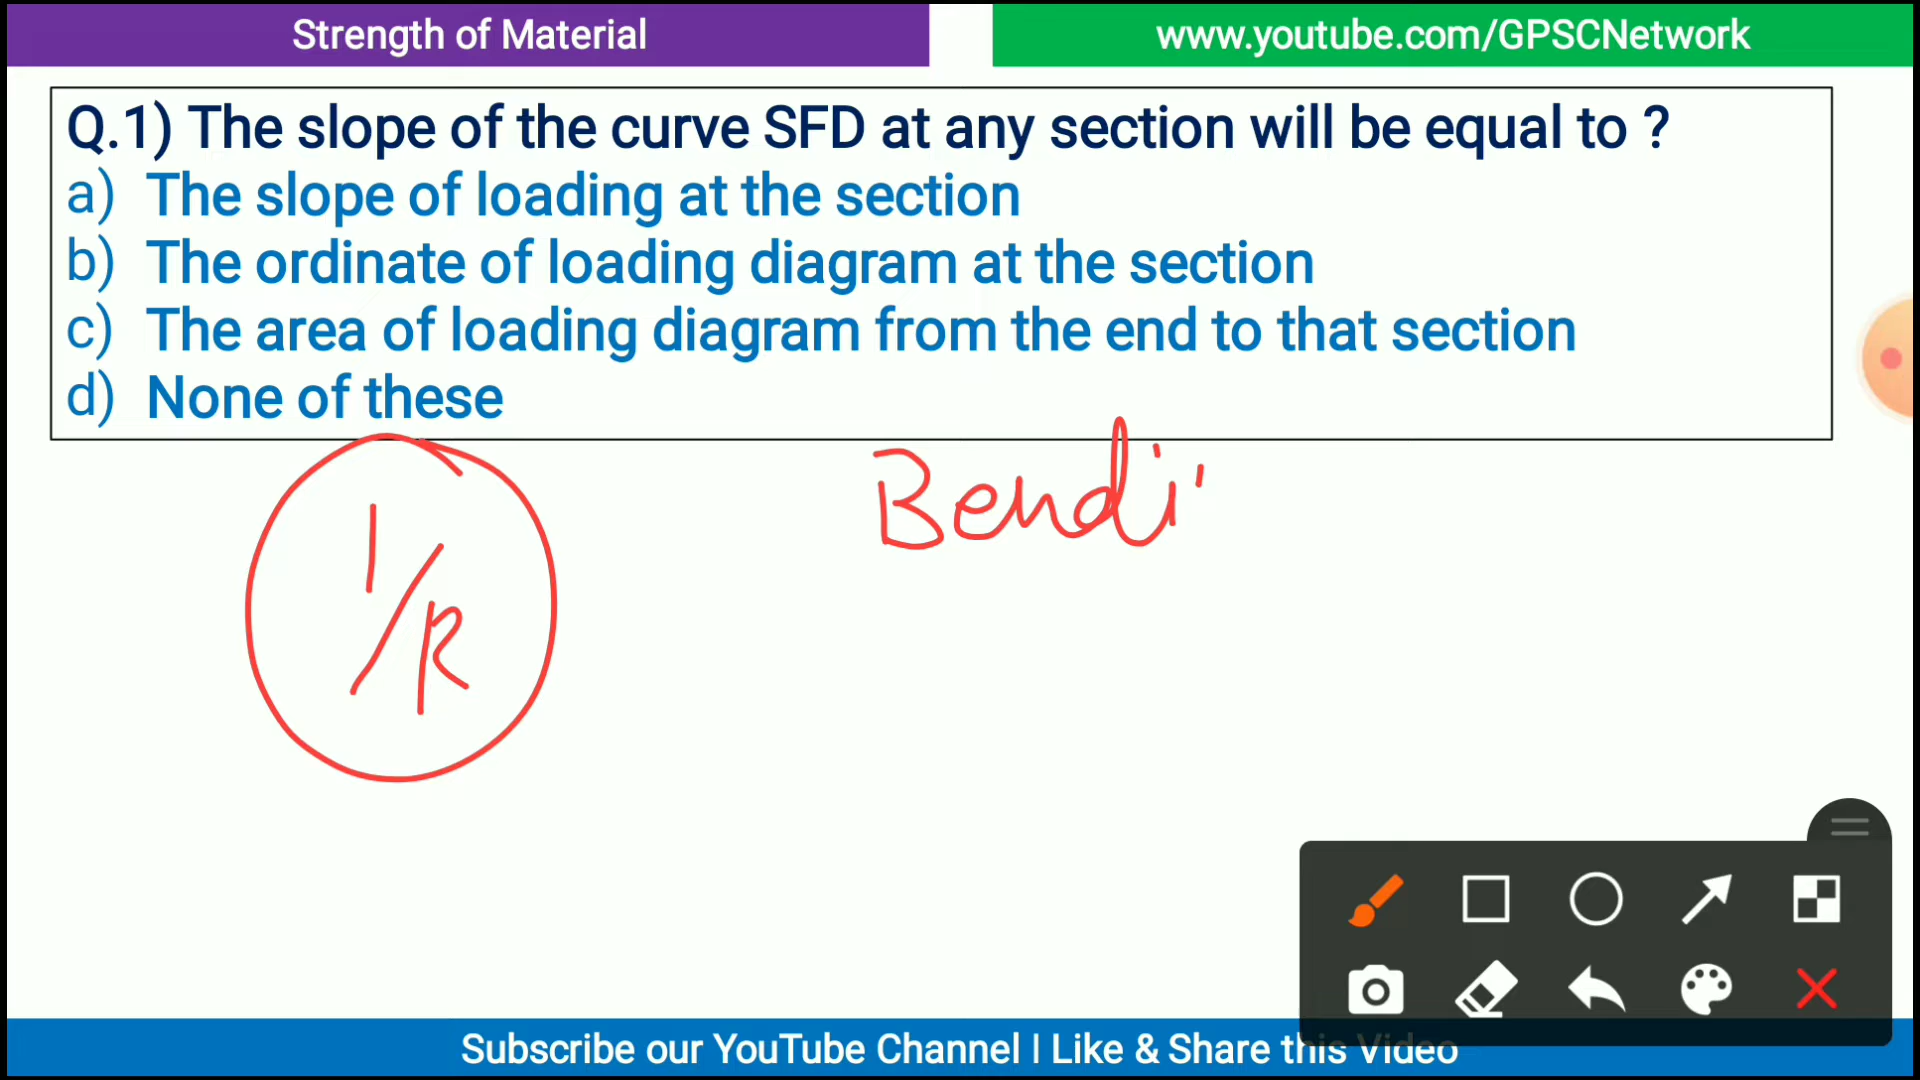 Strength of Material
www.youtube.com/GPSCNetwork
Q.1) The slope of the curve SFD at any section will be equal to ?
a) The slope of loading at the section
b) The ordinate of loading diagram at the section
c) The area of loading diagram from the end to that section
d) None of these
Bendi
1/R
Subscribe our YouTube Channel | Like & Share this Video